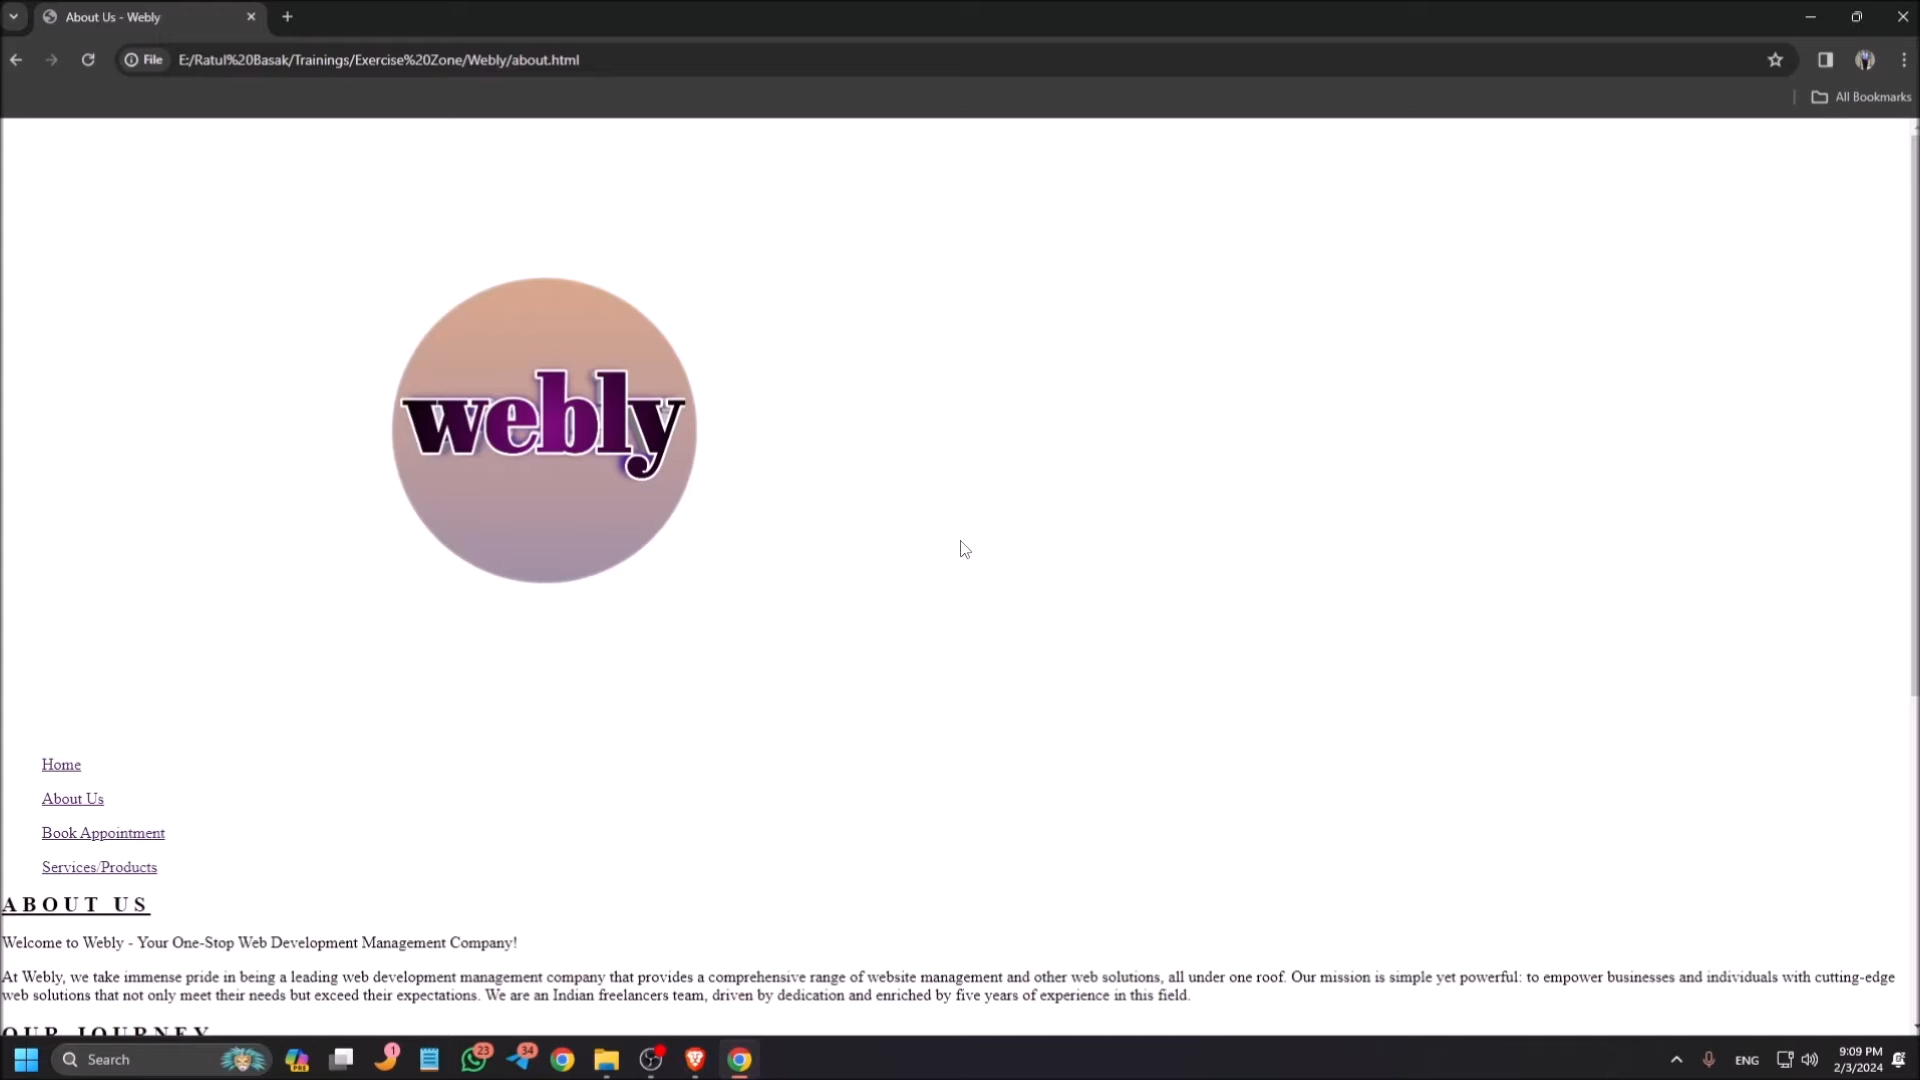 About Us - Webly
File E:/Ratul%20Basak/Trainings/Exercise%20Zone/Webly/about.html
All Bookmarks
webly
Home
About Us
Book Appointment
Services/Products
ABOUT US
Welcome to Webly - Your One-Stop Web Development Management Company!
At Webly, we take immense pride in being a leading web development management company that provides a comprehensive range of website management and other web solutions, all under one roof. Our mission is simple yet powerful: to empower businesses and individuals with cutting-edge
web solutions that not only meet their needs but exceed their expectations. We are an Indian freelancers team, driven by dedication and enriched by five years of experience in this field.
OUR JOURNEY
Search
PRE
1
23
34
ENG
9:09 PM
2/3/2024